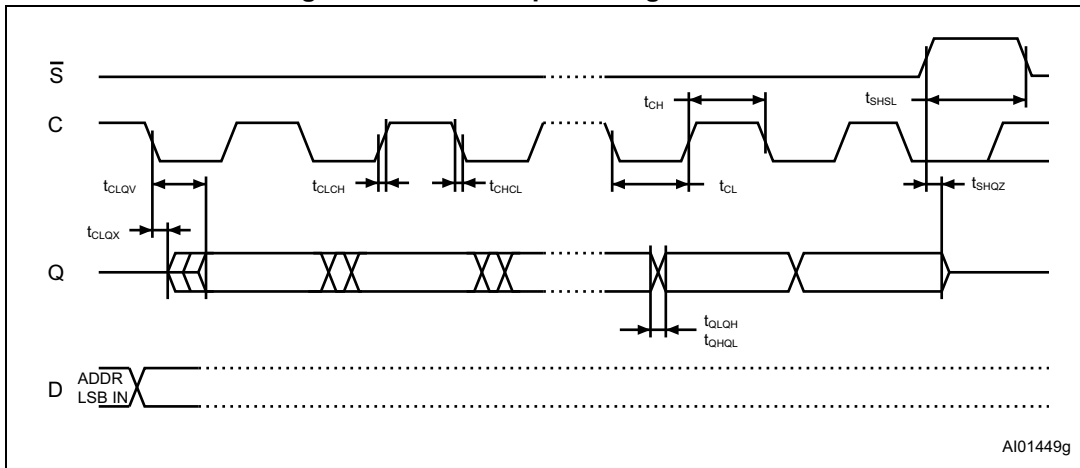 S̅
C
Q
D
tCLQV
tCLQX
tCLCH
tCHCL
tCH
tCL
tSHSL
tSHQZ
tQLQH
tQHQL
ADDR
LSB IN
AI01449g